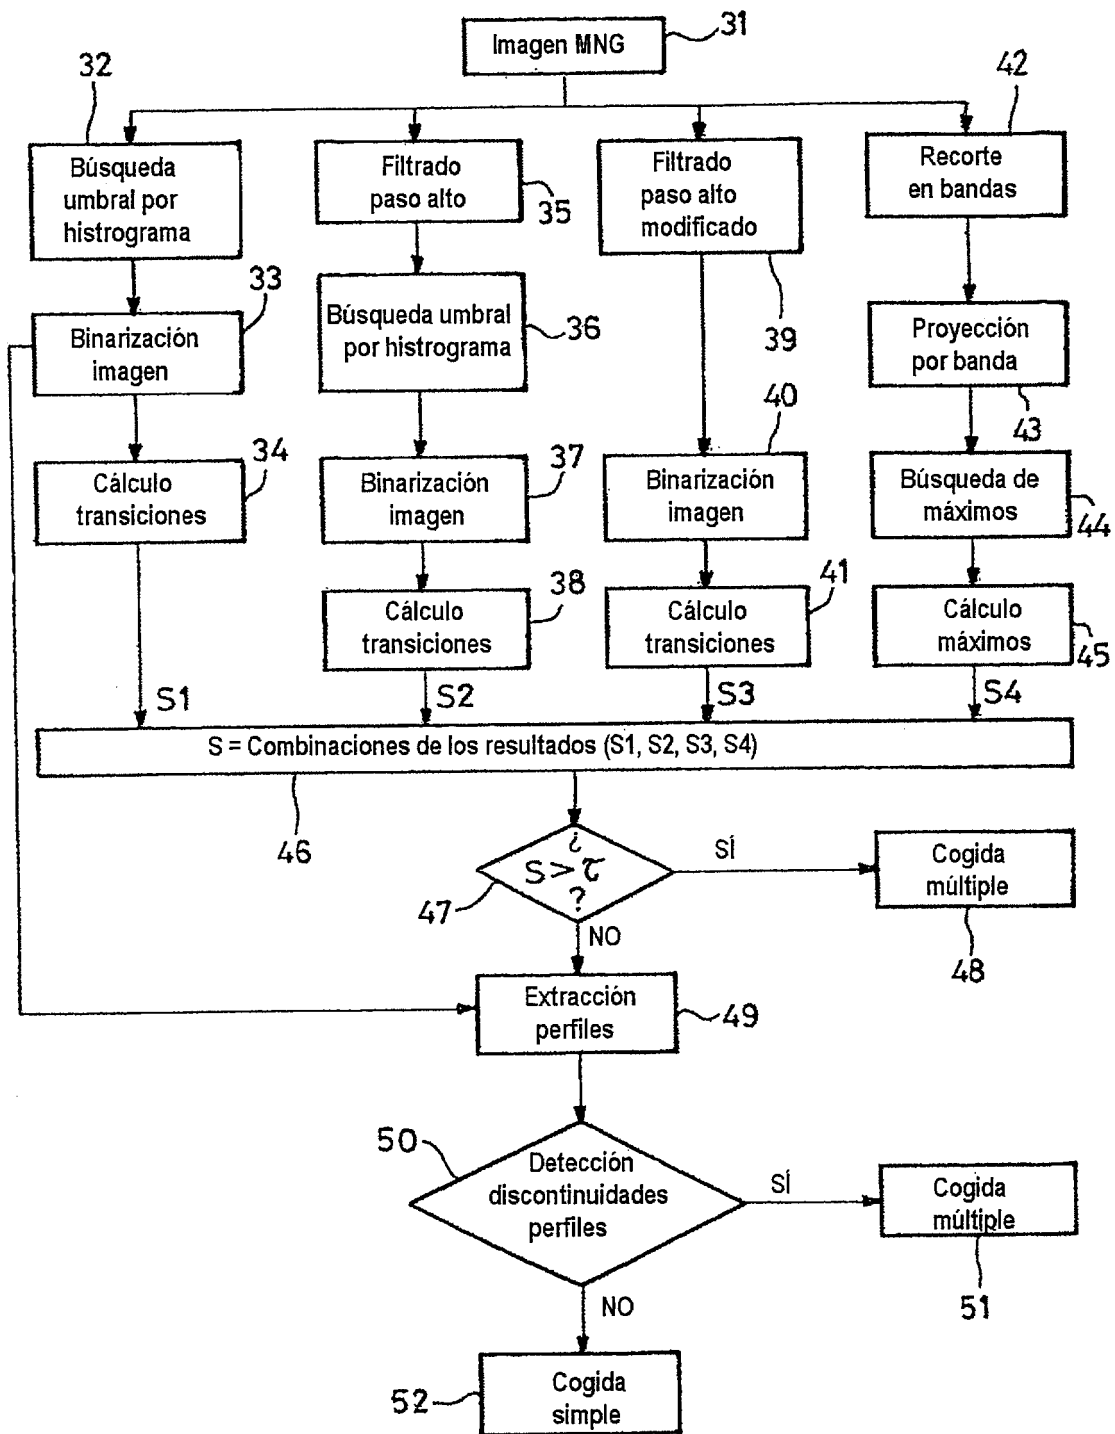 Imagen MNG
31
32
42
Búsqueda
umbral por
histrograma
Filtrado
paso alto
35
Filtrado
paso alto
modificado
39
Recorte
en bandas
33
Binarización
imagen
Búsqueda umbral
por histrograma
36
Proyección
por banda
43
34
Cálculo
transiciones
37
Binarización
imagen
40
Binarización
imagen
Búsqueda de
máximos
44
38
Cálculo
transiciones
41
Cálculo
transiciones
Cálculo
máximos
45
S1
S2
S3
S4
S = Combinaciones de los resultados (S1, S2, S3, S4)
46
¿
S > τ
?
47
SÍ
Cogida
múltiple
48
NO
Extracción
perfiles
49
50
Detección
discontinuidades
perfiles
SÍ
Cogida
múltiple
51
NO
Cogida
simple
52